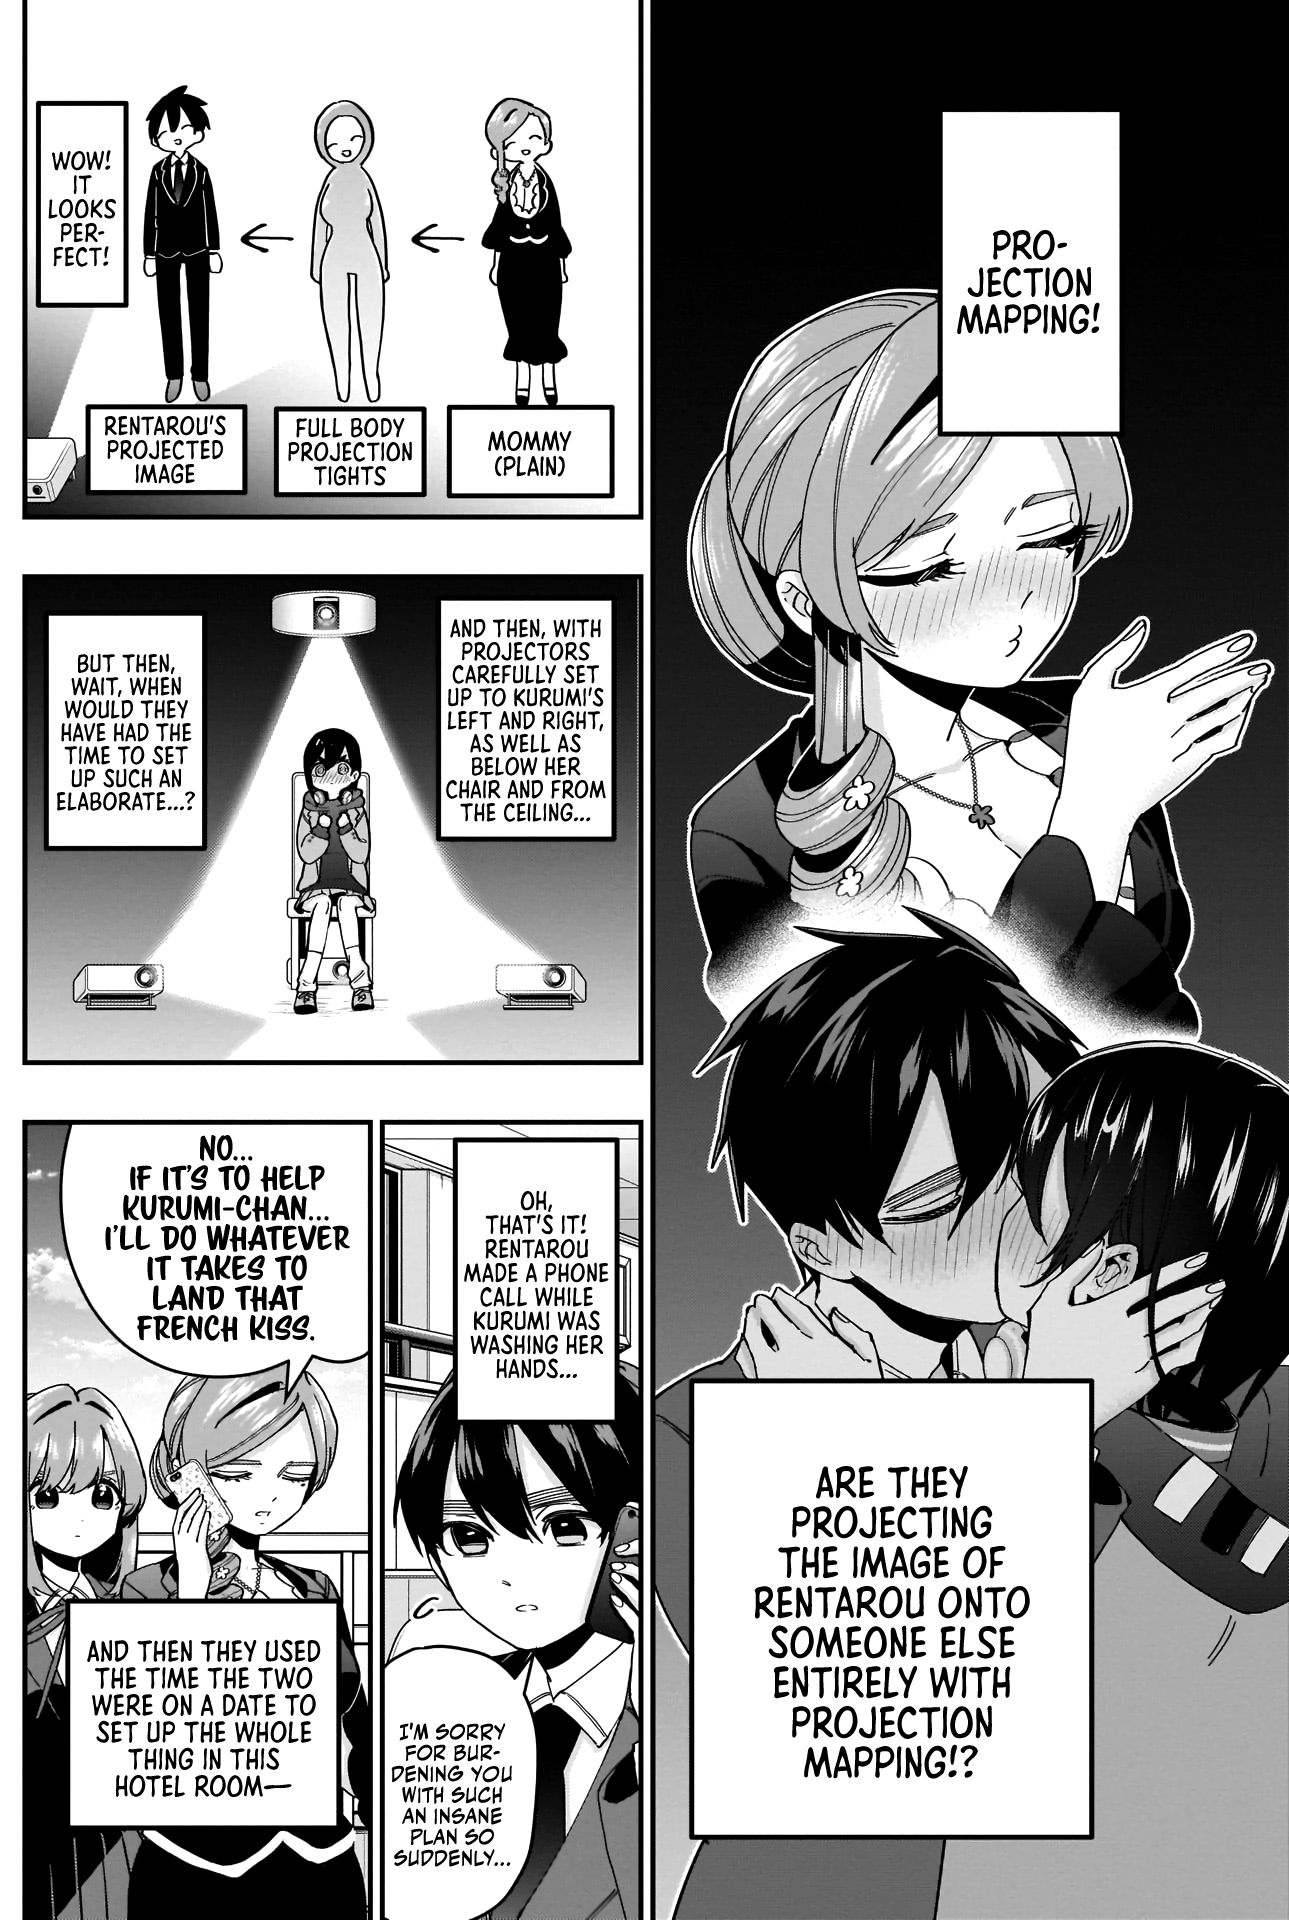 PRO-
JECTION
MAPPING!
ARE THEY
PROJECTING
THE IMAGE OF
RENTAROU ONTO
SOMEONE ELSE
ENTIRELY WITH
PROJECTION
MAPPING!?
MOMMY
(PLAIN)
FULL BODY
PROJECTION
TIGHTS
RENTAROU'S
PROJECTED
IMAGE
WOW!
IT
LOOKS
PER-
FECT!
AND THEN, WITH
PROJECTORS
CAREFULLY SET
UP TO KURUMI'S
LEFT AND RIGHT,
AS WELL AS
BELOW HER
CHAIR AND FROM
THE CEILING...
BUT THEN,
WAIT, WHEN
WOULD THEY
HAVE HAD THE
TIME TO SET
UP SUCH AN
ELABORATE...?
OH,
THAT'S IT!
RENTAROU
MADE A PHONE
CALL WHILE
KURUMI WAS
WASHING HER
HANDS...
I'M SORRY
FOR BUR-
DENING YOU
WITH SUCH
AN INSANE
PLAN SO
SUDDENLY...
NO...
IF IT'S TO HELP
KURUMI-CHAN...
I'LL DO WHATEVER
IT TAKES TO
LAND THAT
FRENCH KISS.
AND THEN THEY USED
THE TIME THE TWO
WERE ON A DATE TO
SET UP THE WHOLE
THING IN THIS
HOTEL ROOM—